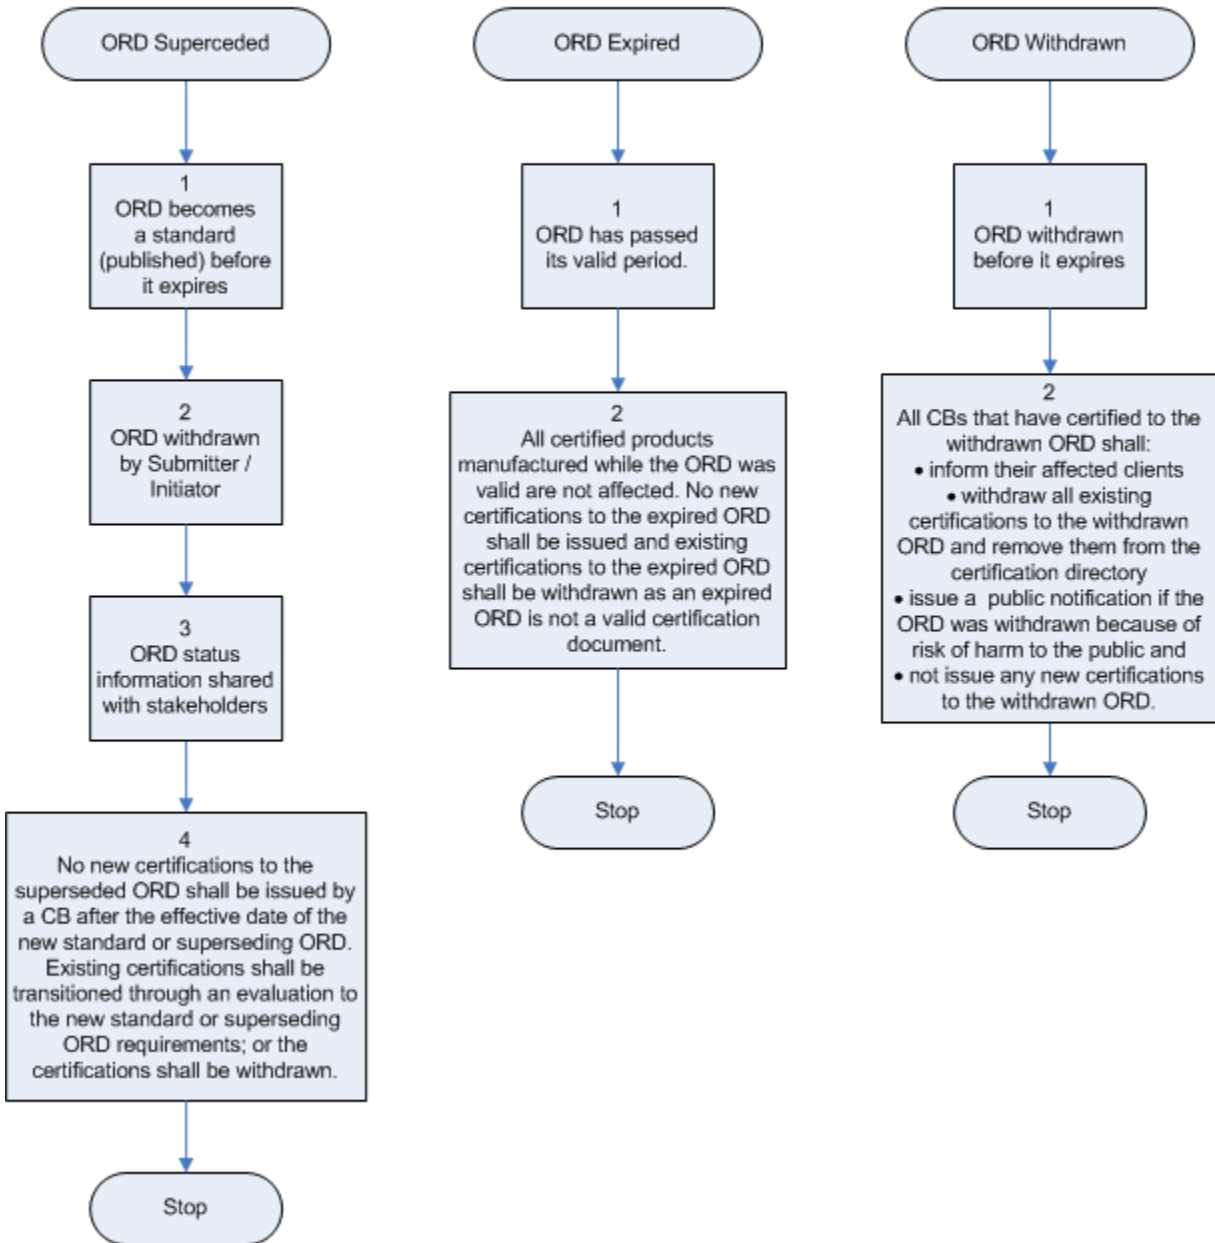 ORD Superceded
1
ORD becomes
a standard
(published) before
it expires
2
ORD withdrawn
by Submitter /
Initiator
3
ORD status
information shared
with stakeholders
4
No new certifications to the
superseded ORD shall be issued by
a CB after the effective date of the
new standard or superseding ORD.
Existing certifications shall be
transitioned through an evaluation to
the new standard or superseding
ORD requirements; or the
certifications shall be withdrawn.
Stop
ORD Expired
1
ORD has passed
its valid period.
2
All certified products
manufactured while the ORD was
valid are not affected. No new
certifications to the expired ORD
shall be issued and existing
certifications to the expired ORD
shall be withdrawn as an expired
ORD is not a valid certification
document.
Stop
ORD Withdrawn
1
ORD withdrawn
before it expires
2
All CBs that have certified to the
withdrawn ORD shall:
• inform their affected clients
• withdraw all existing
certifications to the withdrawn
ORD and remove them from the
certification directory
• issue a public notification if the
ORD was withdrawn because of
risk of harm to the public and
• not issue any new certifications
to the withdrawn ORD.
Stop